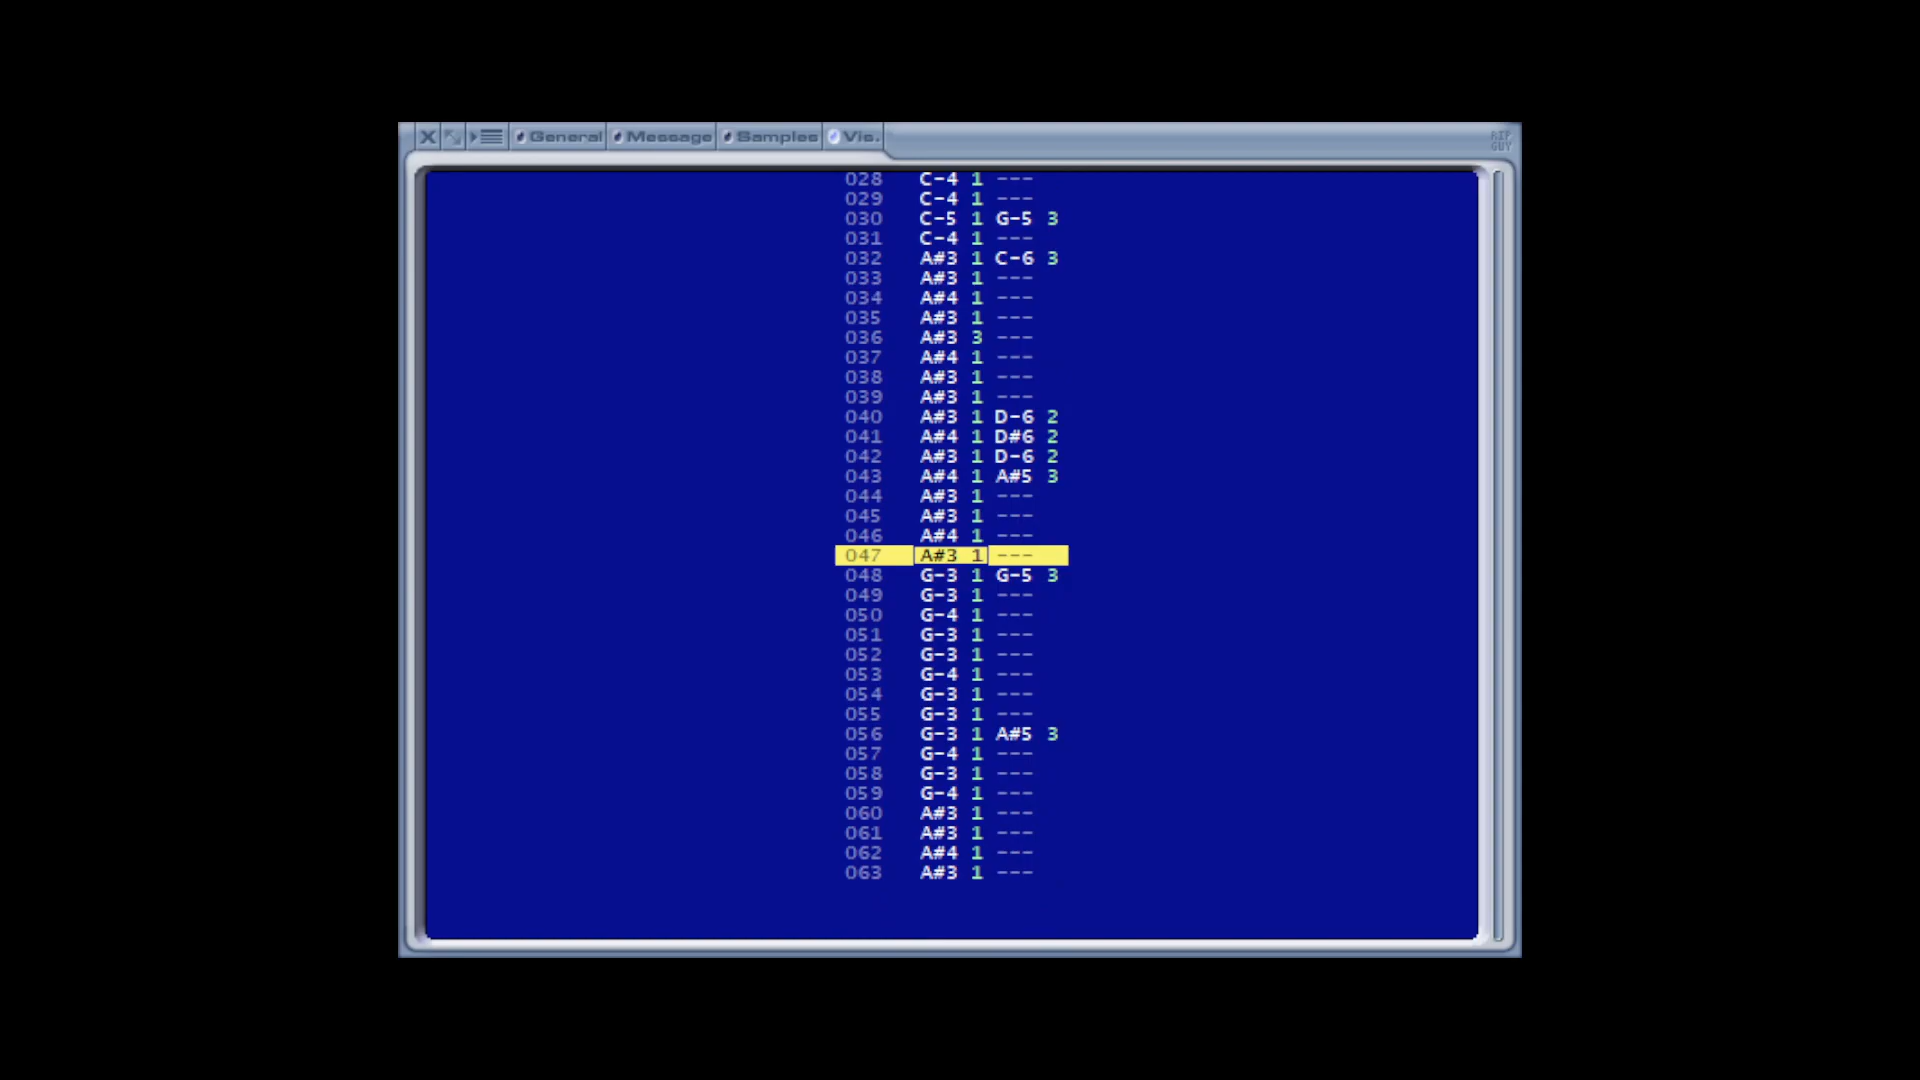 X General Message Samples Vis. RIP
GUY
028 C-4 1 ---
029 C-4 1 ---
030 C-5 1 G-5 3
031 C-4 1 ---
032 A#3 1 C-6 3
033 A#3 1 ---
034 A#4 1 ---
035 A#3 1 ---
036 A#3 3 ---
037 A#4 1 ---
038 A#3 1 ---
039 A#3 1 ---
040 A#3 1 D-6 2
041 A#4 1 D#6 2
042 A#3 1 D-6 2
043 A#4 1 A#5 3
044 A#3 1 ---
045 A#3 1 ---
046 A#4 1 ---
047 A#3 1 ---
048 G-3 1 G-5 3
049 G-3 1 ---
050 G-4 1 ---
051 G-3 1 ---
052 G-3 1 ---
053 G-4 1 ---
054 G-3 1 ---
055 G-3 1 ---
056 G-3 1 A#5 3
057 G-4 1 ---
058 G-3 1 ---
059 G-4 1 ---
060 A#3 1 ---
061 A#3 1 ---
062 A#4 1 ---
063 A#3 1 ---